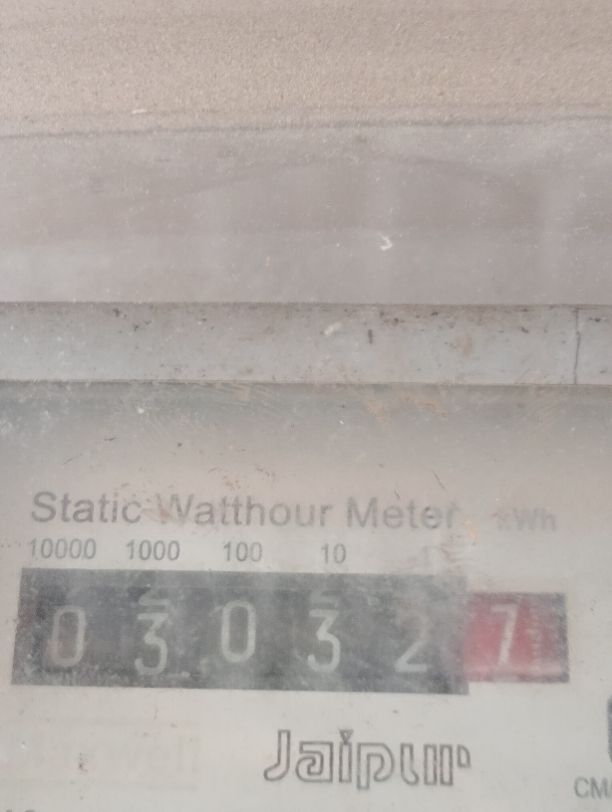 Static Watthour Meter kWh
10000 1000 100 10 1
0 3 0 3 2 7
Jaipur
CM